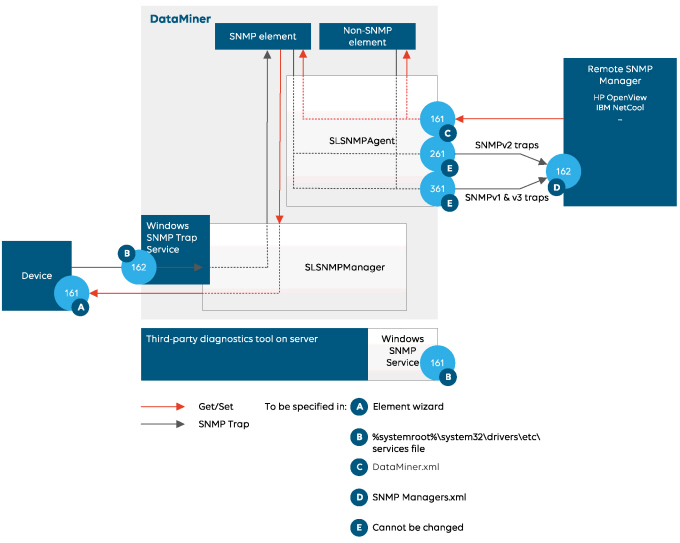 DataMiner
SNMP element
Non-SNMP
element
Remote SNMP
Manager
HP OpenView
IBM NetCool
~
161
C
SLSNMPAgent
SNMPv2 traps
261
E
162
D
361
E
SNMPv1 & v3 traps
Windows
SNMP Trap
Service
B
162
SLSNMPManager
Device
161
A
Third-party diagnostics tool on server
Windows
SNMP
Service
161
B
Get/Set
To be specified in:
A
Element wizard
SNMP Trap
B
%systemroot%\system32\drivers\etc\
services file
C
DataMiner.xml
D
SNMP Managers.xml
E
Cannot be changed